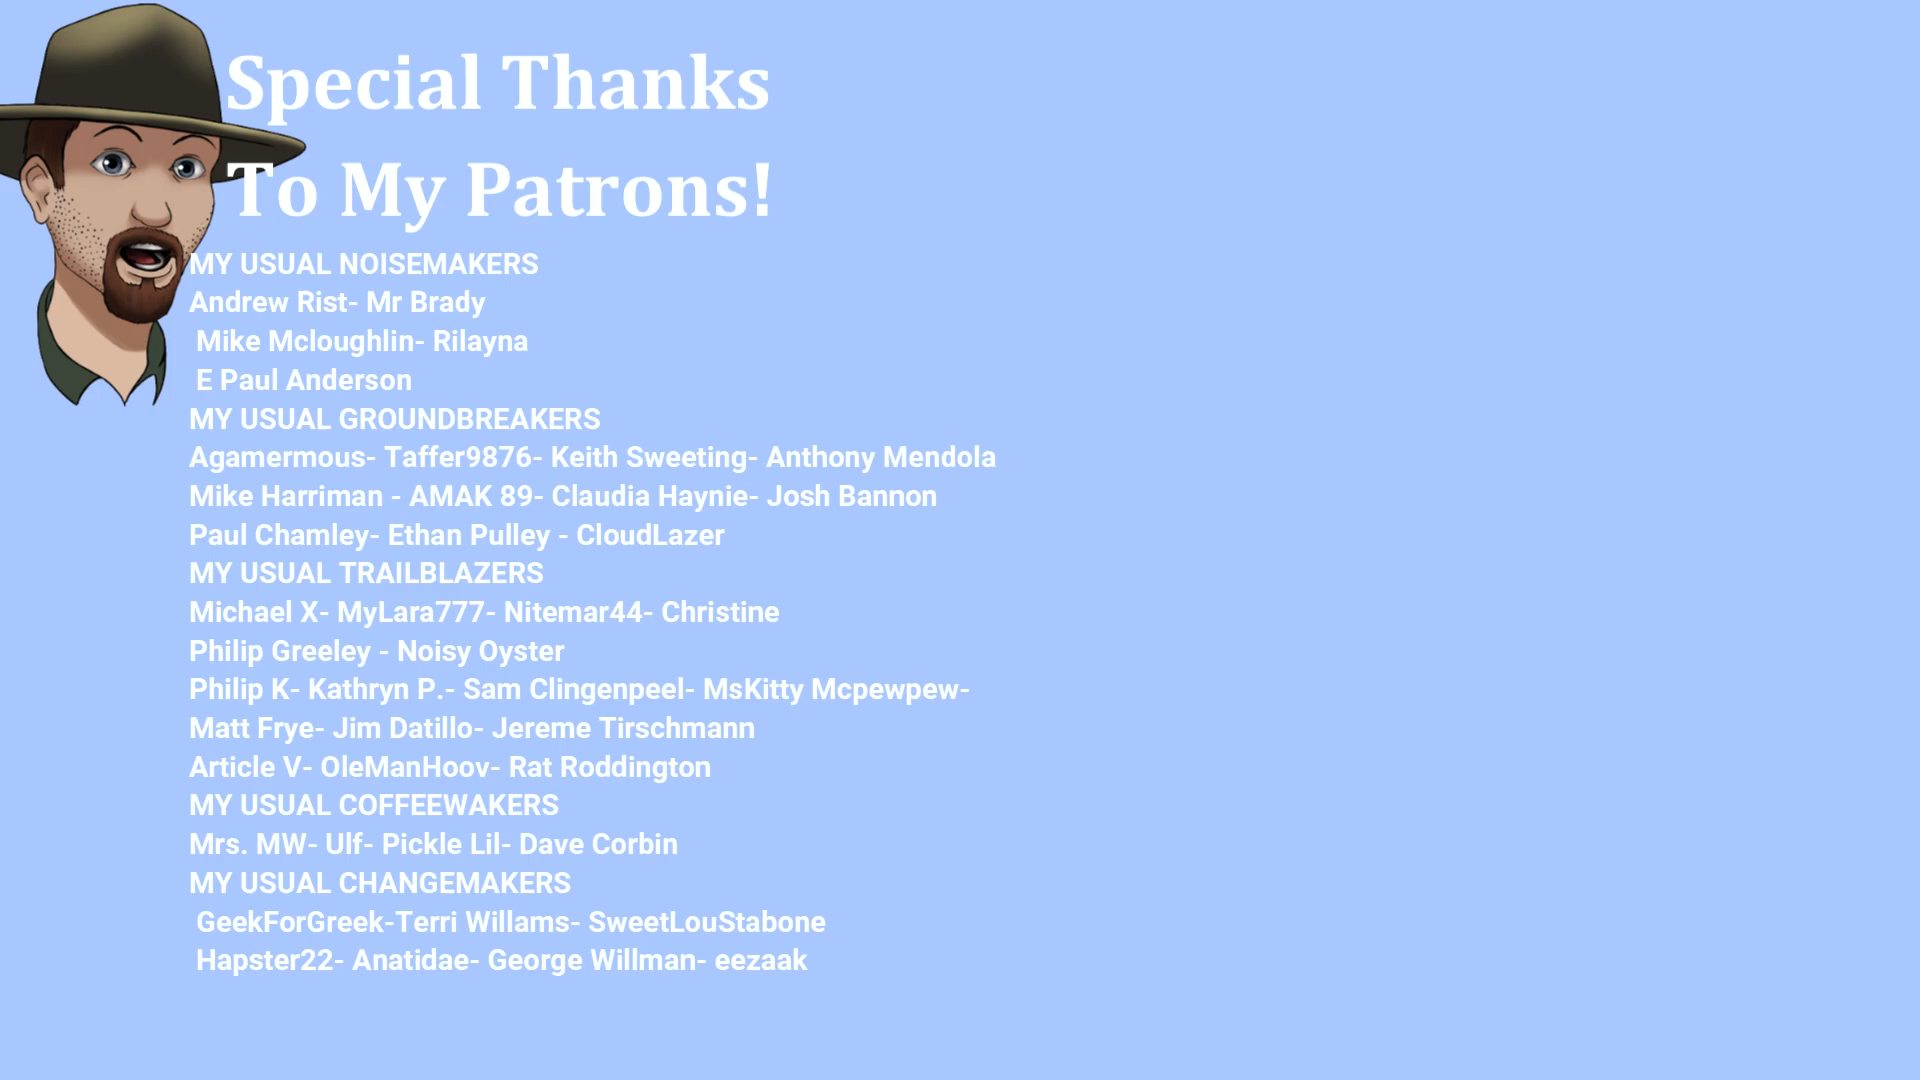 Special Thanks
To My Patrons!
MY USUAL NOISEMAKERS
Andrew Rist- Mr Brady
Mike Mcloughlin- Rilayna
E Paul Anderson
MY USUAL GROUNDBREAKERS
Agamermous- Taffer9876- Keith Sweeting- Anthony Mendola
Mike Harriman - AMAK 89- Claudia Haynie- Josh Bannon
Paul Chamley- Ethan Pulley - CloudLazer
MY USUAL TRAILBLAZERS
Michael X- MyLara777- Nitemar44- Christine
Philip Greeley - Noisy Oyster
Philip K- Kathryn P.- Sam Clingenpeel- MsKitty Mcpewpew-
Matt Frye- Jim Datillo- Jereme Tirschmann
Article V- OleManHoov- Rat Roddington
MY USUAL COFFEEWAKERS
Mrs. MW- Ulf- Pickle Lil- Dave Corbin
MY USUAL CHANGEMAKERS
GeekForGreek-Terri Willams- SweetLouStabone
Hapster22- Anatidae- George Willman- eezaak